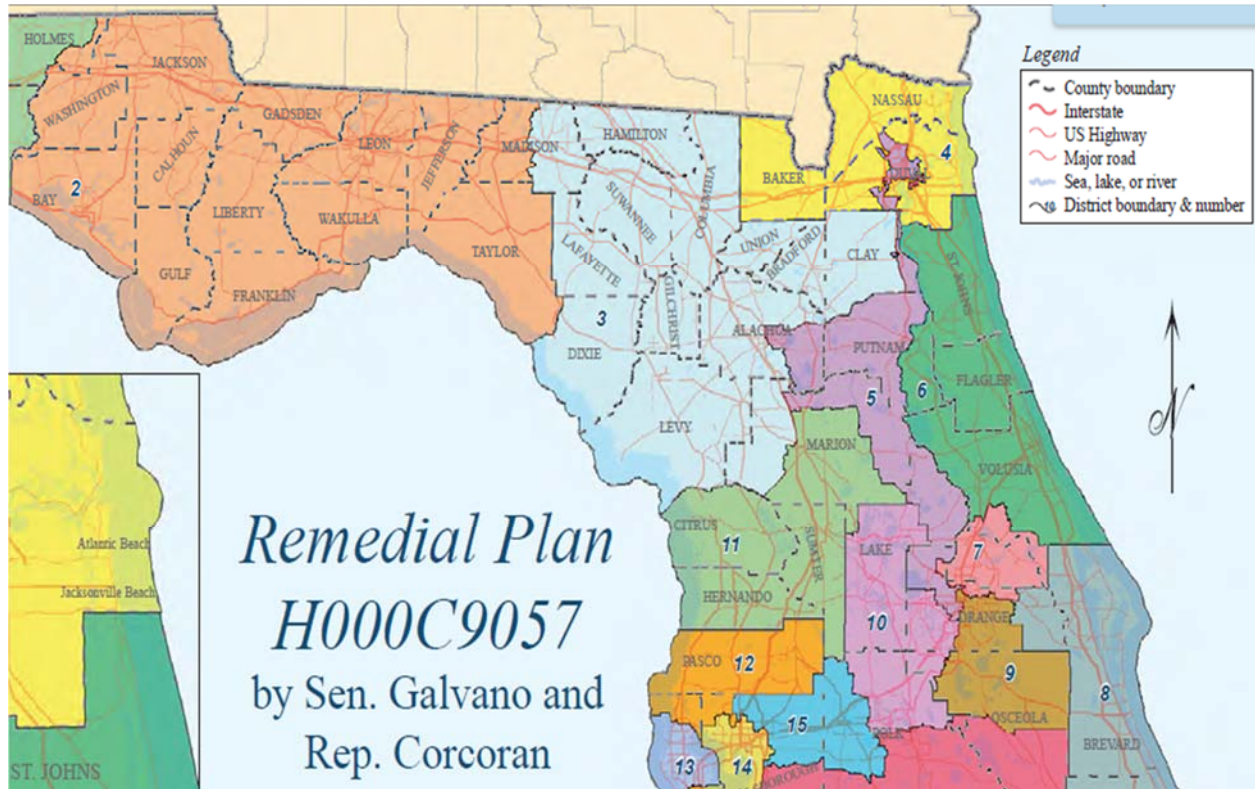 HOLMES
JACKSON
WASHINGTON
GADSDEN
CALHOUN
LEON
JEFFERSON
MADISON
HAMILTON
2
BAY
LIBERTY
WAKULLA
TAYLOR
GULF
FRANKLIN
SUWANNEE
COLUMBIA
LAFAYETTE
GILCHRIST
3
DIXIE
LEVY
BAKER
NASSAU
4
UNION
BRADFORD
CLAY
ALACHUA
PUTNAM
ST. JOHNS
5
6
FLAGLER
MARION
VOLUSIA
CITRUS
11
SUMTER
HERNANDO
LAKE
7
10
ORANGE
PASCO
12
9
OSCEOLA
8
BREVARD
15
POLK
13
14
Legend
County boundary
Interstate
US Highway
Major road
Sea, lake, or river
19 District boundary & number
N
Atlantic Beach
Jacksonville Beach
ST. JOHNS
Remedial Plan
H000C9057
by Sen. Galvano and
Rep. Corcoran